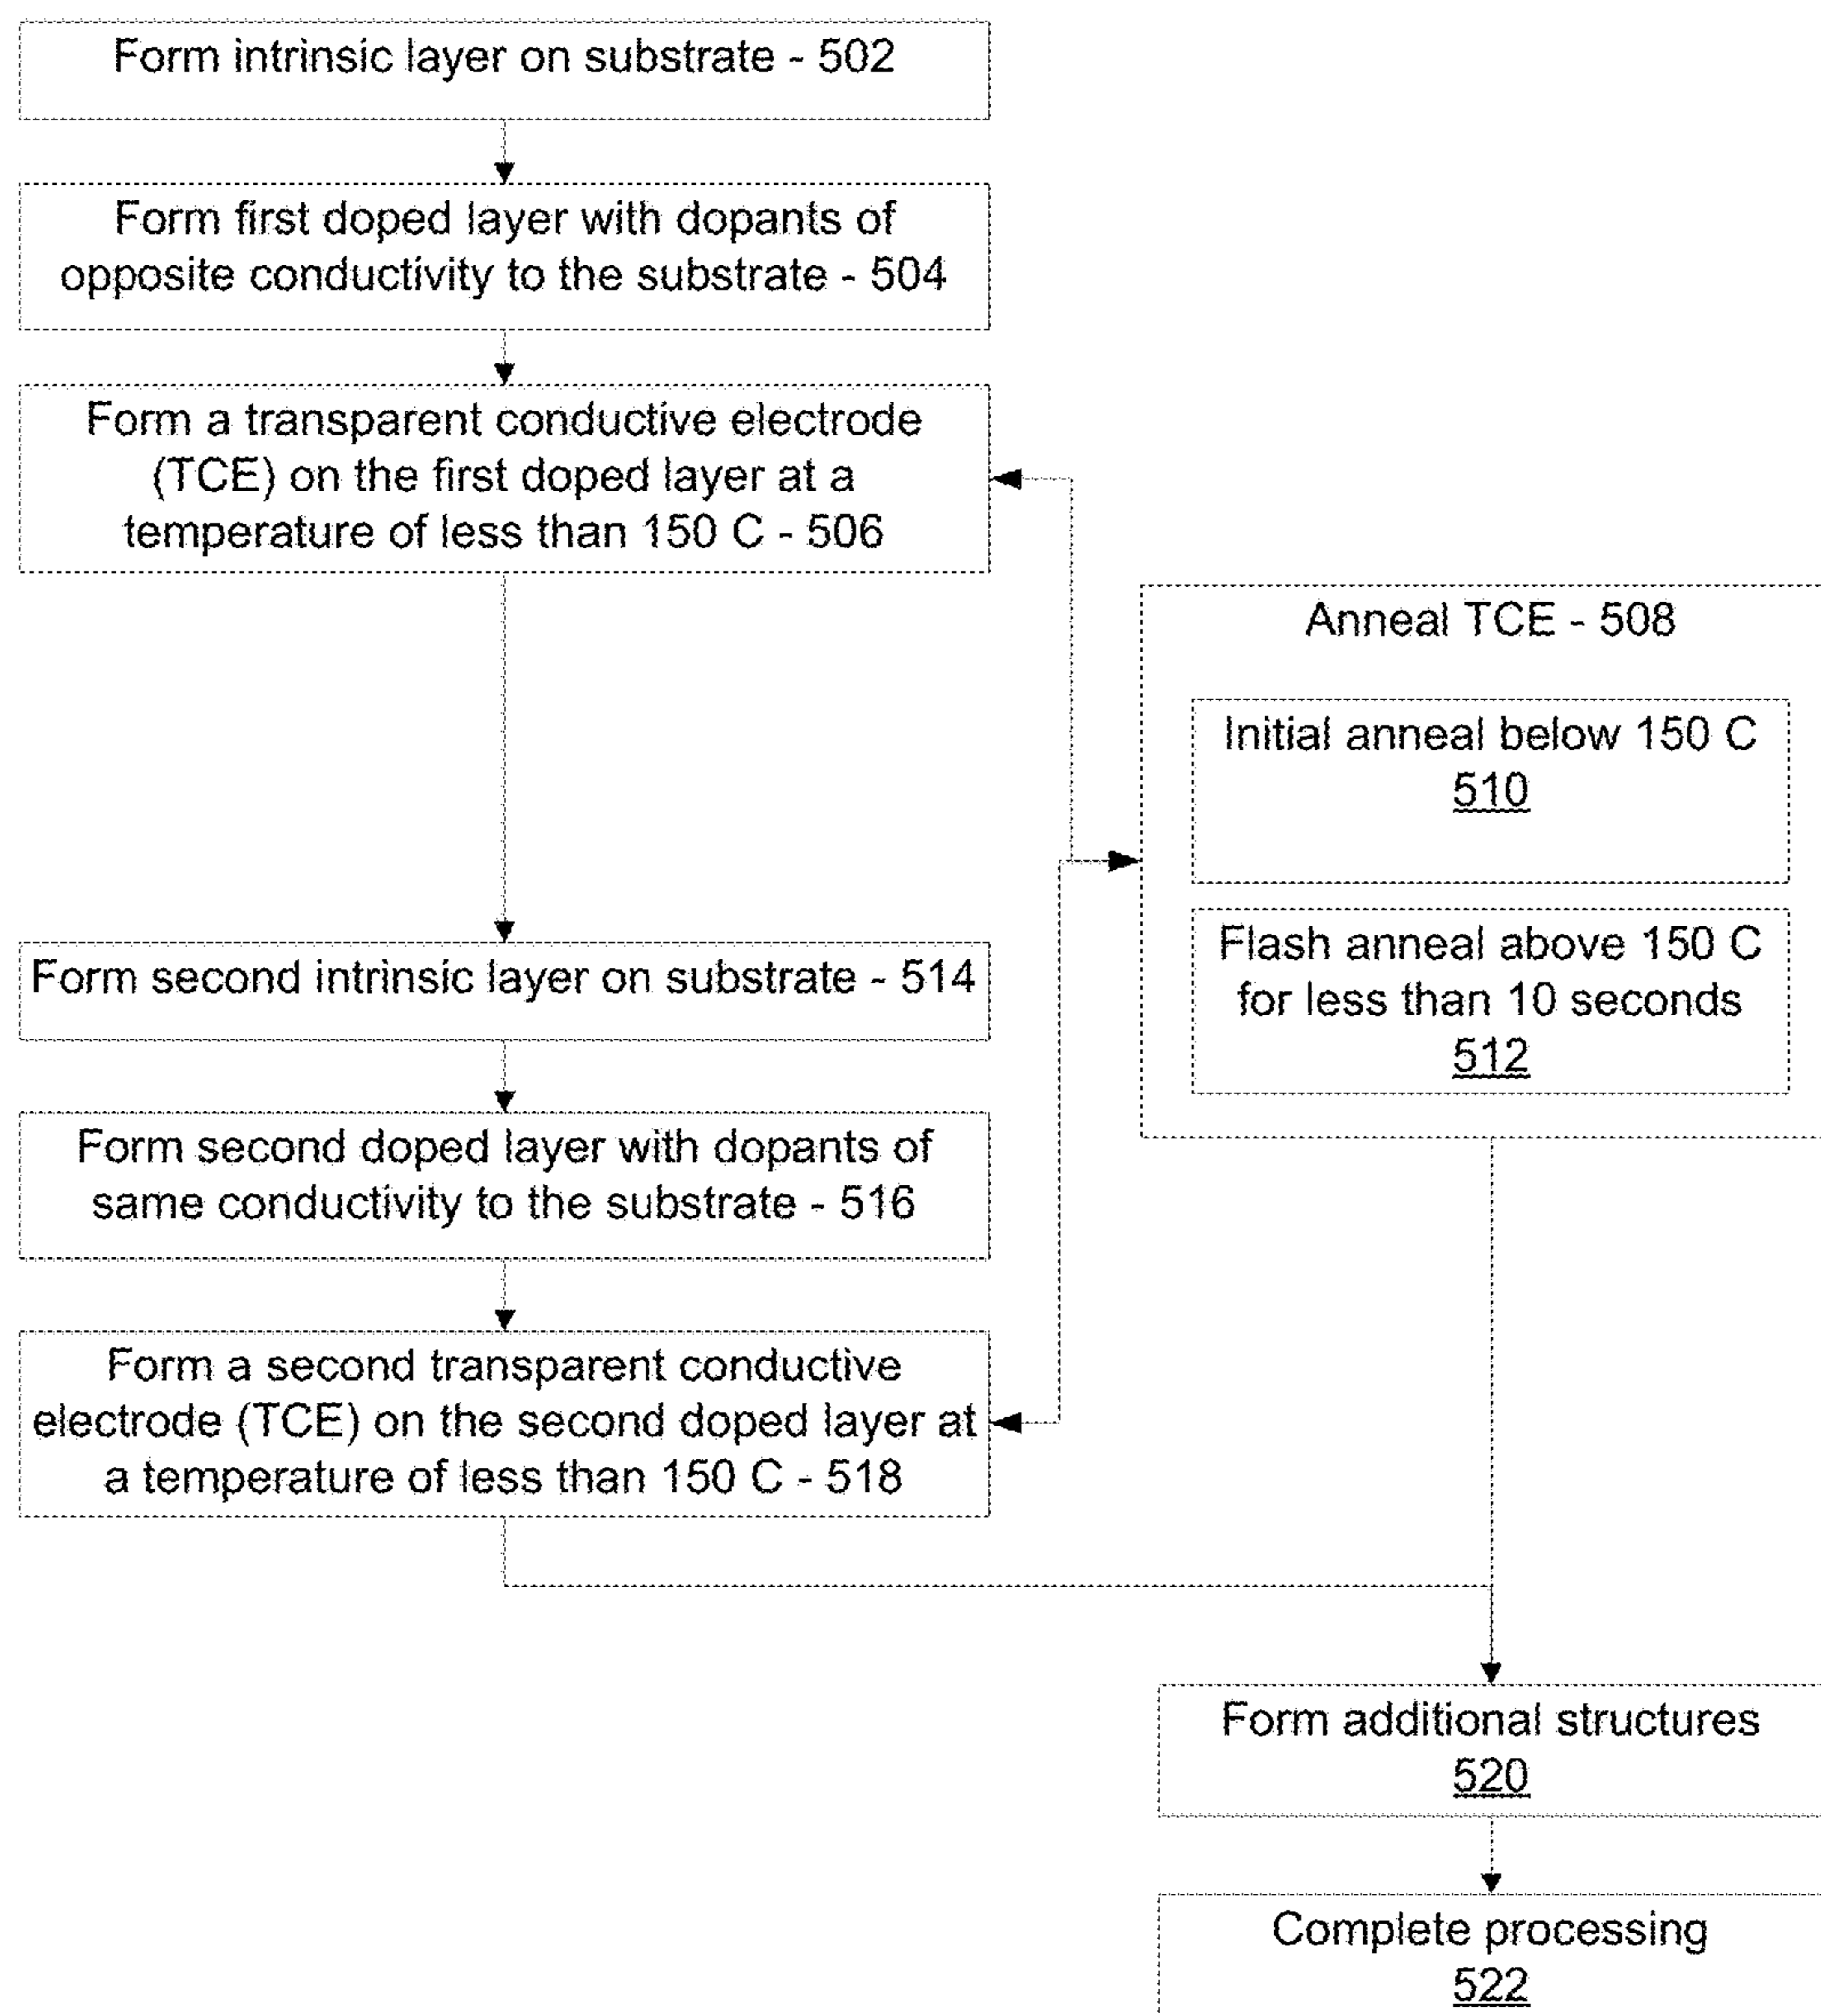 Form intrinsic layer on substrate - 502
Form first doped layer with dopants of
opposite conductivity to the substrate - 504
Form a transparent conductive electrode
(TCE) on the first doped layer at a
temperature of less than 150 C - 506
Anneal TCE - 508
Initial anneal below 150 C
510
Flash anneal above 150 C
for less than 10 seconds
512
Form second intrinsic layer on substrate - 514
Form second doped layer with dopants of
same conductivity to the substrate - 516
Form a second transparent conductive
electrode (TCE) on the second doped layer at
a temperature of less than 150 C - 518
Form additional structures
520
Complete processing
522